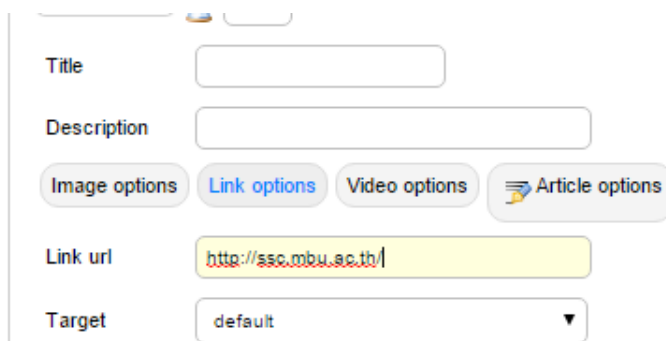 Title
Description
Image options Link options Video options Article options
Link url http://ssc.mbu.ac.th/
Target default